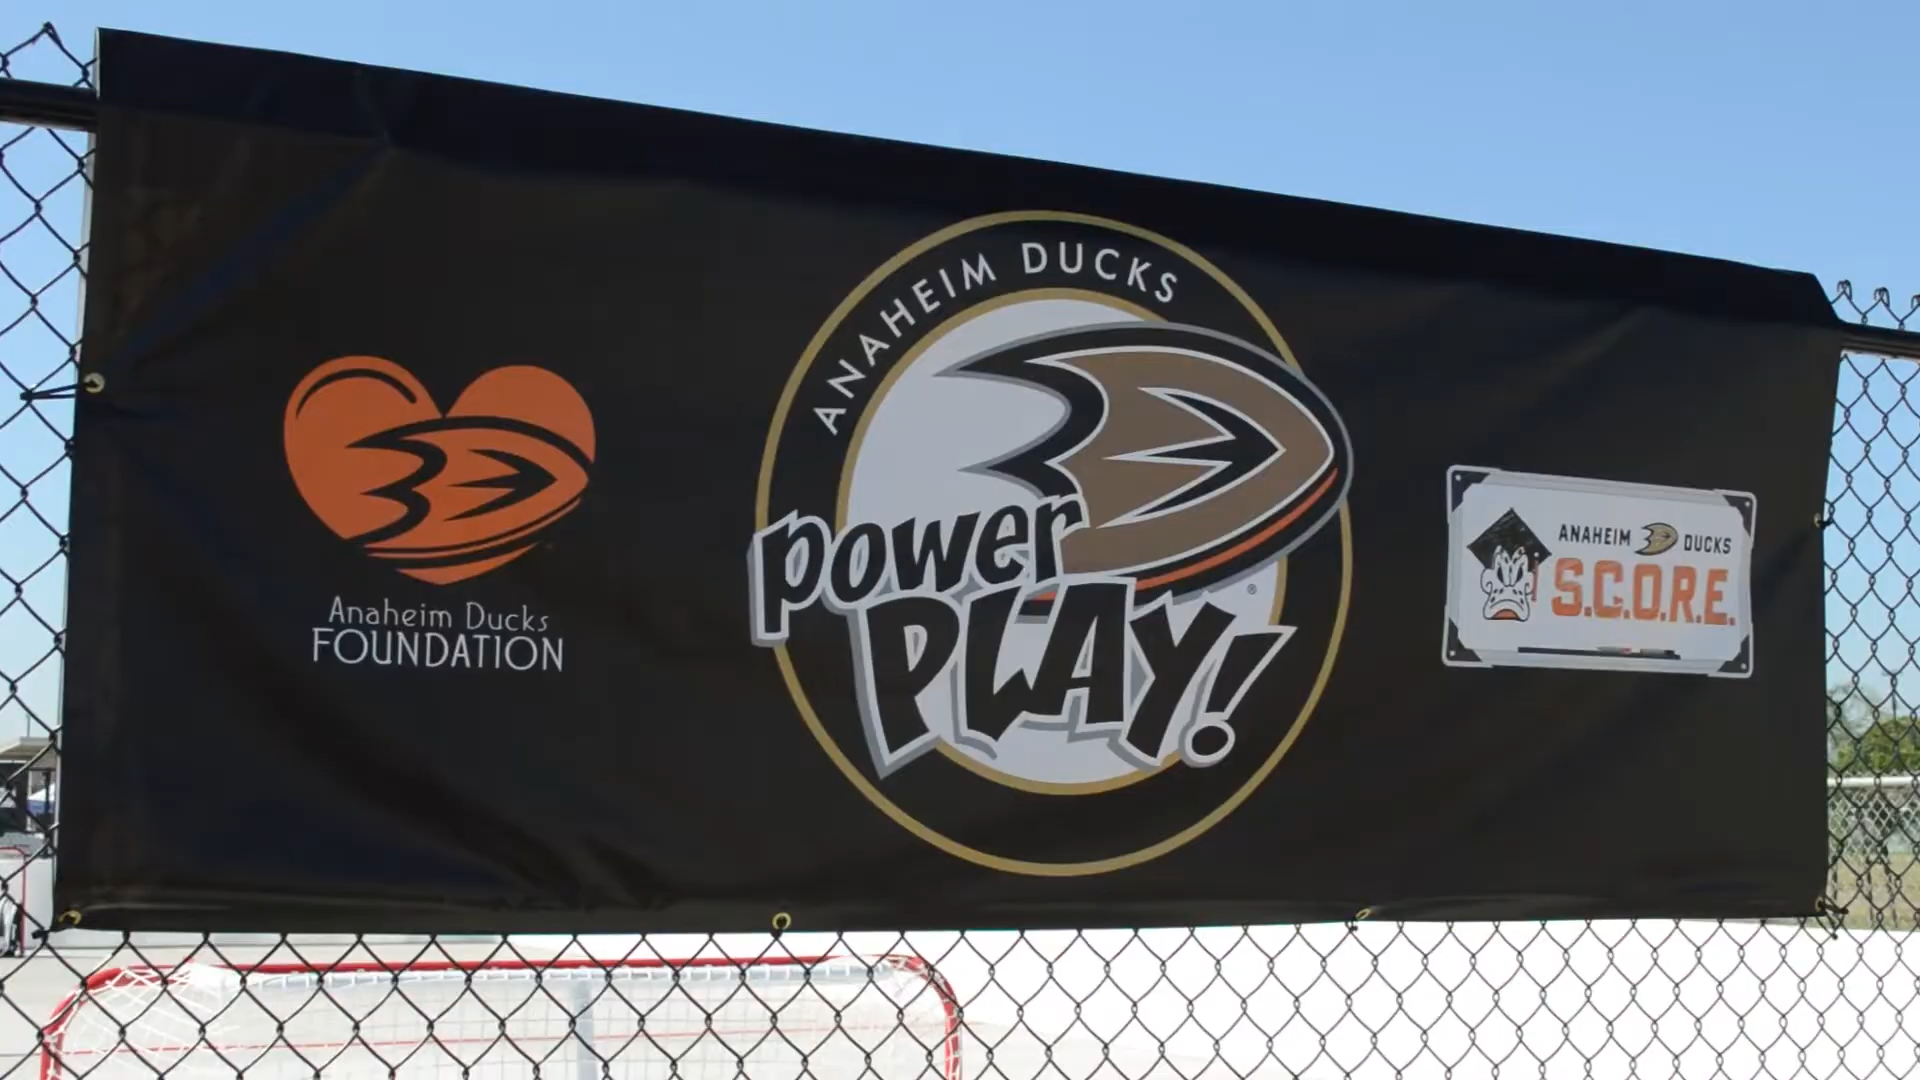 Anaheim Ducks
FOUNDATION
ANAHEIM DUCKS
power
PLAY!
®
ANAHEIM DUCKS
S.C.O.R.E.